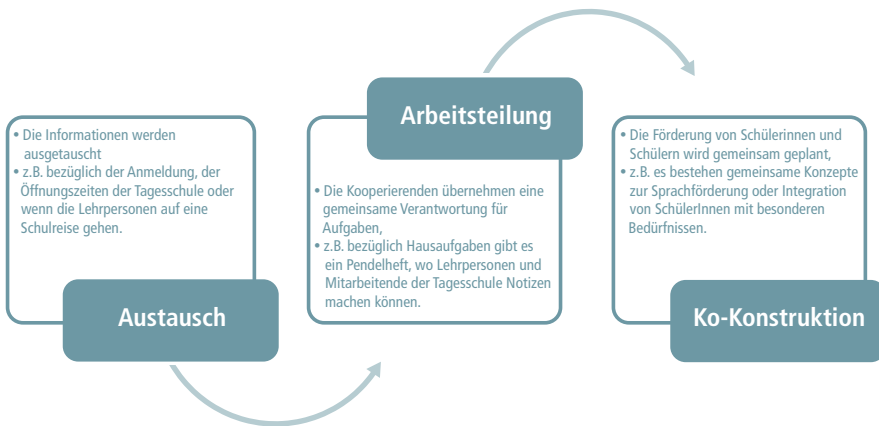 • Die Informationen werden
ausgetauscht
• z.B. bezüglich der Anmeldung, der
Öffnungszeiten der Tagesschule oder
wenn die Lehrpersonen auf eine
Schulreise gehen.
Austausch
Arbeitsteilung
• Die Kooperierenden übernehmen eine
gemeinsame Verantwortung für
Aufgaben,
• z.B. bezüglich Hausaufgaben gibt es
ein Pendelheft, wo Lehrpersonen und
Mitarbeitende der Tagesschule Notizen
machen können.
• Die Förderung von Schülerinnen und
Schülern wird gemeinsam geplant,
• z.B. es bestehen gemeinsame Konzepte
zur Sprachförderung oder Integration
von SchülerInnen mit besonderen
Bedürfnissen.
Ko-Konstruktion